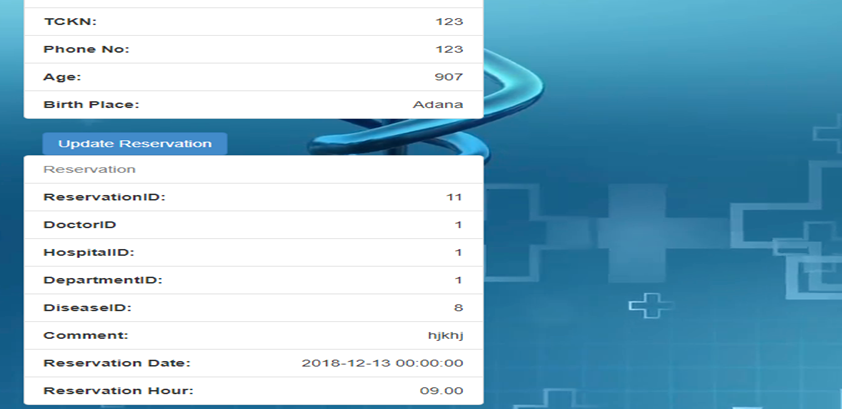 TCKN: 123
Phone No: 123
Age: 907
Birth Place: Adana
Update Reservation
Reservation
ReservationID: 11
DoctorID 1
HospitalID: 1
DepartmentID: 1
DiseaseID: 8
Comment: hjkhj
Reservation Date: 2018-12-13 00:00:00
Reservation Hour: 09.00